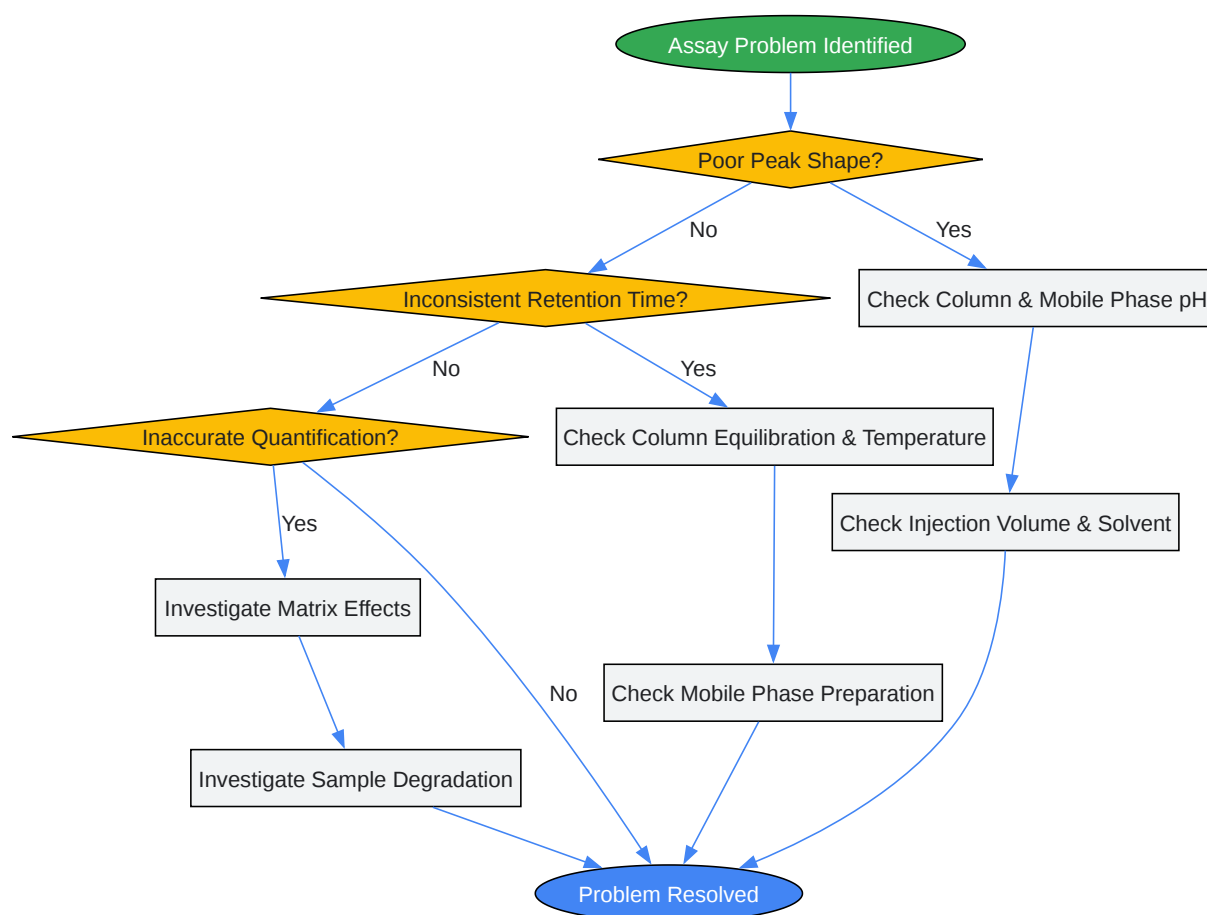 Assay Problem Identified
Poor Peak Shape?
No
Yes
Inconsistent Retention Time?
Check Column & Mobile Phase pH
No
Yes
Inaccurate Quantification?
Check Column Equilibration & Temperature
Check Injection Volume & Solvent
Yes
Investigate Matrix Effects
No
Check Mobile Phase Preparation
Investigate Sample Degradation
Problem Resolved